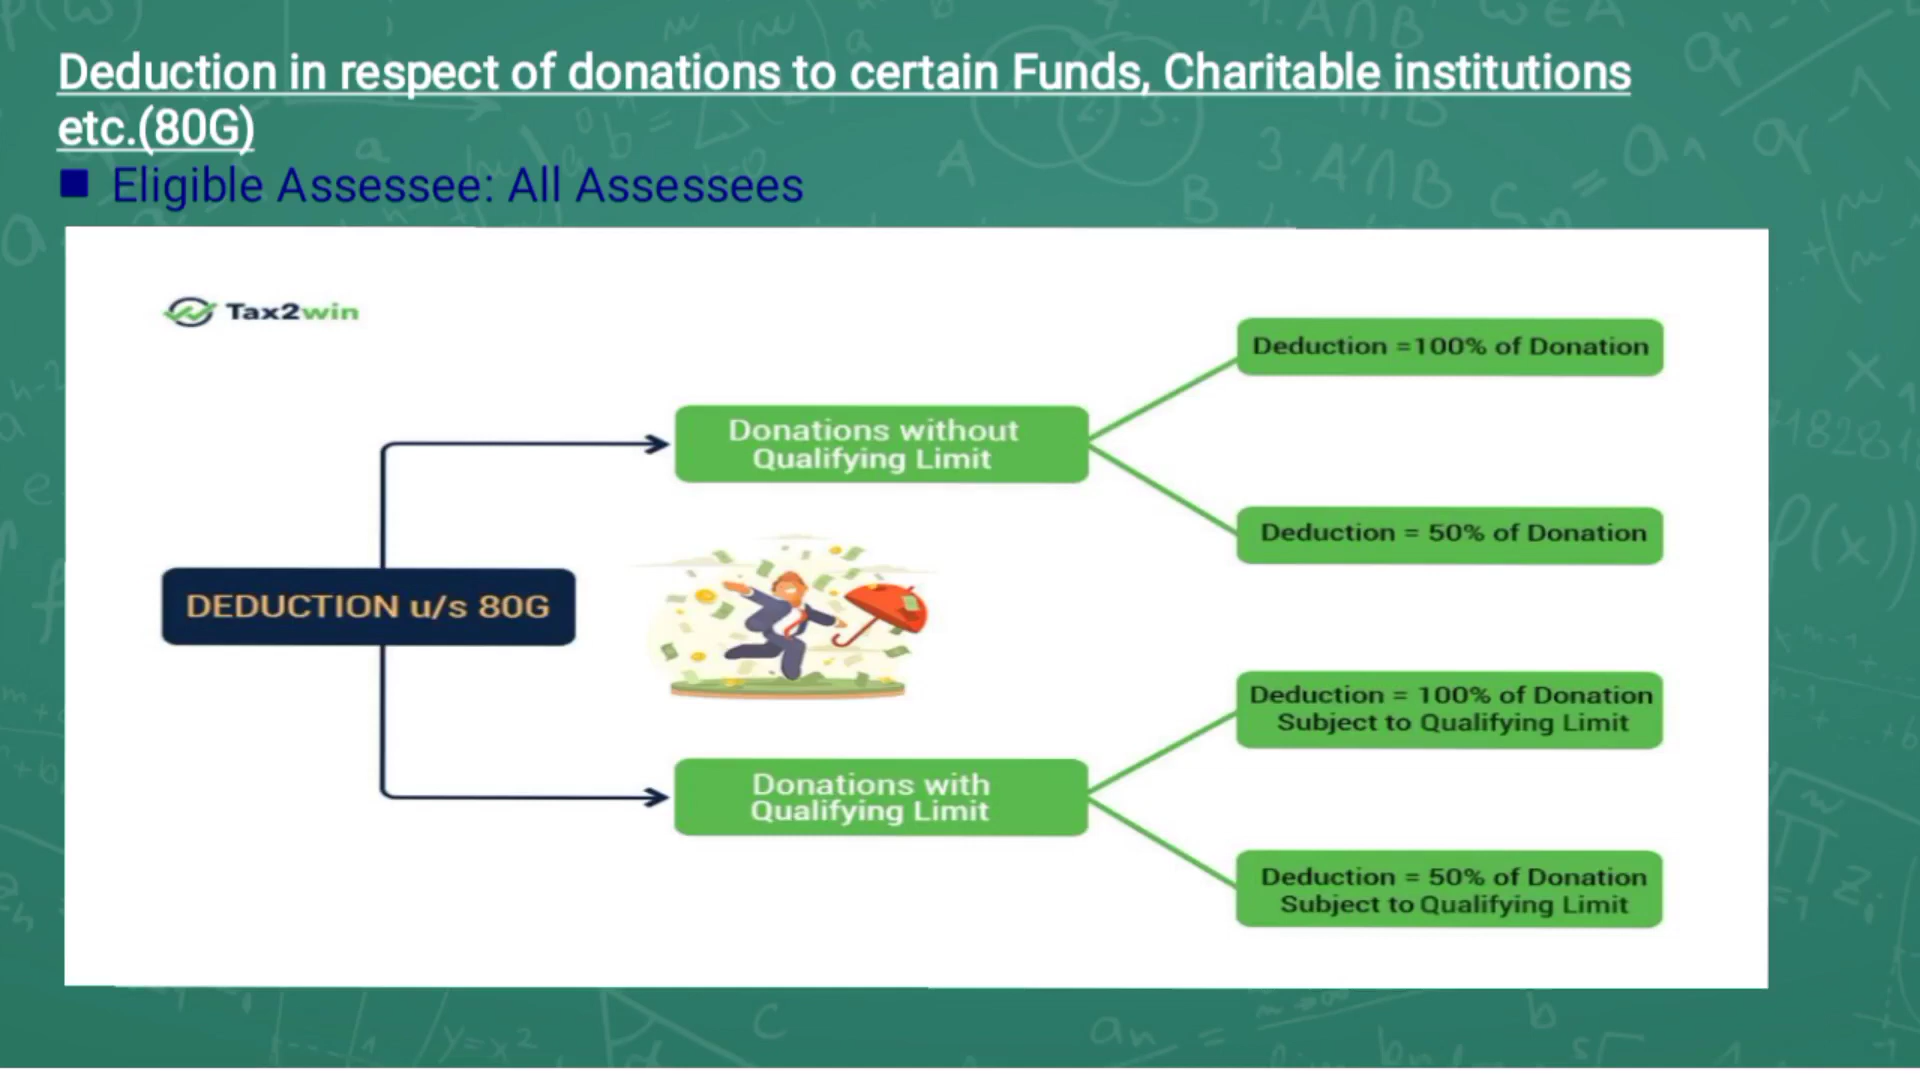 Deduction in respect of donations to certain Funds, Charitable institutions
etc.(80G)
Eligible Assessee: All Assessees
Tax2win
Deduction =100% of Donation
Donations without
Qualifying Limit
Deduction = 50% of Donation
DEDUCTION u/s 80G
Deduction = 100% of Donation
Subject to Qualifying Limit
Donations with
Qualifying Limit
Deduction = 50% of Donation
Subject to Qualifying Limit